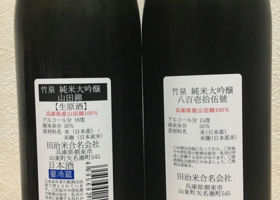 竹泉 純米大吟醸
山田錦
【生原酒】
兵庫県産山田錦100%
アルコール分 16度
精米歩合 50%
原材料名 米(日本産)・
米麹(日本産米)
田治米合名会社
兵庫県朝来市
山東町矢名瀬町545
日本酒
要冷蔵
竹泉 純米大吟醸
八百壱拾伍號
兵庫県産山田錦100%
アルコール分 15度
精米歩合 50%
原材料名 米(日本産)・
米麹(日本産米)
田治米合名会社
兵庫県朝来市
山東町矢名瀬町545